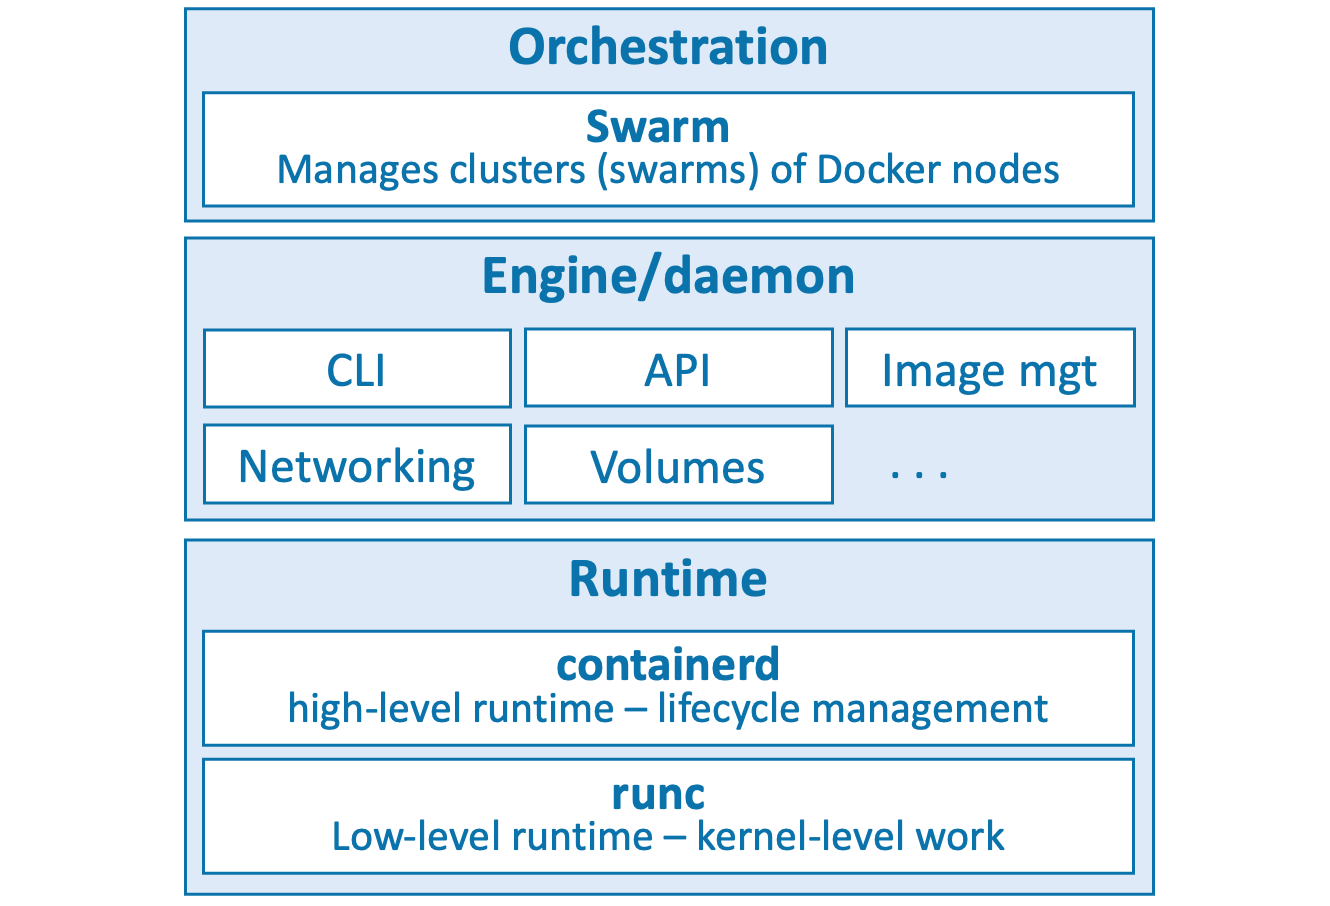 Orchestration
Swarm
Manages clusters (swarms) of Docker nodes
Engine/daemon
CLI
API
Image mgt
Networking
Volumes
. . .
Runtime
containerd
high-level runtime – lifecycle management
runc
Low-level runtime – kernel-level work